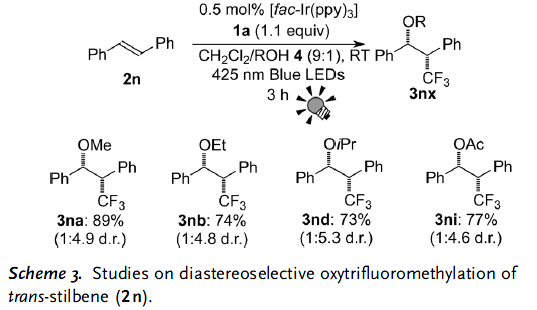 0.5 mol% [fac-Ir(ppy)₃]
1a (1.1 equiv)
CH₂Cl₂/ROH 4 (9:1), RT
425 nm Blue LEDs
3 h
Ph
Ph
2n
OR
Ph
Ph
CF₃
3nx
OMe
Ph
Ph
CF₃
3na: 89%
(1:4.9 d.r.)
OEt
Ph
Ph
CF₃
3nb: 74%
(1:4.8 d.r.)
OiPr
Ph
Ph
CF₃
3nd: 73%
(1:5.3 d.r.)
OAc
Ph
Ph
CF₃
3ni: 77%
(1:4.6 d.r.)
Scheme 3. Studies on diastereoselective oxytrifluoromethylation of
trans-stilbene (2n).